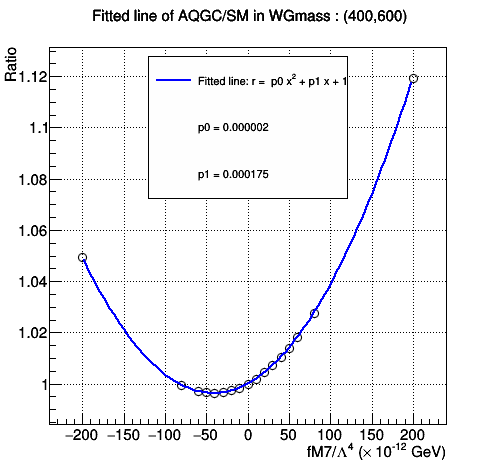 Fitted line of AQGC/SM in WGmass : (400,600)
Ratio
Fitted line: r = p0 x² + p1 x + 1
p0 = 0.000002
p1 = 0.000175
1.12
1.1
1.08
1.06
1.04
1.02
1
−200 −150 −100 −50 0 50 100 150 200
fM7/Λ⁴ (× 10⁻¹² GeV)